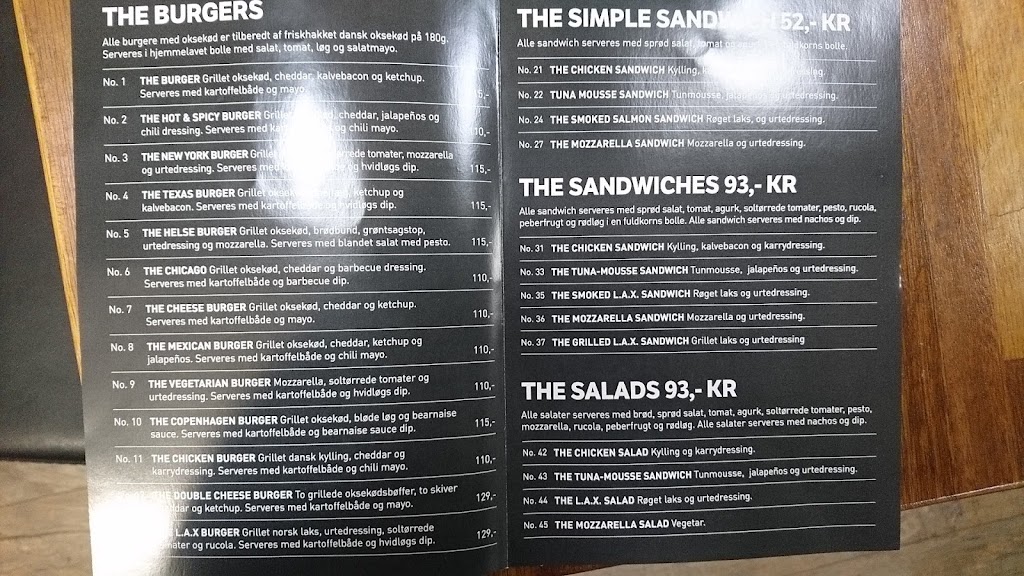 THE BURGERS
Alle burgere med oksekød er tilberedt af friskhakket dansk oksekød på 180g.
Serveres i hjemmelavet bolle med salat, tomat, løg og salatmayo.
No. 1 THE BURGER Grillet oksekød, cheddar, kalvebacon og ketchup.
Serveres med kartoffelbåde og mayo.
No. 2 THE HOT & SPICY BURGER cheddar, jalapeños og
chili dressing. Serveres med og chili mayo.
No. 3 THE NEW YORK BURGER tomater, mozzarella
og urtedressing. Serveres og hvidløgs dip.
No. 4 THE TEXAS BURGER Grillet ketchup og
kalvebacon. Serveres med kartoffelbåde og hvidløgs dip. 115,-
No. 5 THE HELSE BURGER Grillet oksekød, brødbund, grøntsagstop,
urtedressing og mozzarella. Serveres med blandet salat med pesto. 115,-
No. 6 THE CHICAGO Grillet oksekød, cheddar og barbecue dressing.
Serveres med kartoffelbåde og barbecue dip. 110,-
No. 7 THE CHEESE BURGER Grillet oksekød, cheddar og ketchup.
Serveres med kartoffelbåde og mayo. 110,-
No. 8 THE MEXICAN BURGER Grillet oksekød, cheddar, ketchup og
jalapeños. Serveres med kartoffelbåde og chili mayo. 110,-
No. 9 THE VEGETARIAN BURGER Mozzarella, soltørrede tomater og
urtedressing. Serveres med kartoffelbåde og hvidløgs dip. 110,-
No. 10 THE COPENHAGEN BURGER Grillet oksekød, bløde løg og bearnaise
sauce. Serveres med kartoffelbåde og bearnaise sauce dip. 115,-
No. 11 THE CHICKEN BURGER Grillet dansk kylling, cheddar og
karrydressing. Serveres med kartoffelbåde og chili mayo. 110,-
THE DOUBLE CHEESE BURGER To grillede oksekødsbøffer, to skiver
og ketchup. Serveres med kartoffelbåde og mayo. 129,-
L.A.X BURGER Grillet norsk laks, urtedressing, soltørrede
og rucola. Serveres med kartoffelbåde og hvidløgs dip. 129,-
THE SIMPLE SANDWICH 52,- KR
Alle sandwich serveres med sprød salat, tomat bolle.
No. 21 THE CHICKEN SANDWICH Kylling,
No. 22 TUNA MOUSSE SANDWICH Tunmousse, jalapeños og urtedressing.
No. 24 THE SMOKED SALMON SANDWICH Røget laks, og urtedressing.
No. 27 THE MOZZARELLA SANDWICH Mozzarella og urtedressing.
THE SANDWICHES 93,- KR
Alle sandwich serveres med sprød salat, tomat, agurk, soltørrede tomater, pesto, rucola,
peberfrugt og rødløg i en fuldkorns bolle. Alle sandwich serveres med nachos og dip.
No. 31 THE CHICKEN SANDWICH Kylling, kalvebacon og karrydressing.
No. 33 THE TUNA-MOUSSE SANDWICH Tunmousse, jalapeños og urtedressing.
No. 35 THE SMOKED L.A.X. SANDWICH Røget laks og urtedressing.
No. 36 THE MOZZARELLA SANDWICH Mozzarella og urtedressing.
No. 37 THE GRILLED L.A.X. SANDWICH Grillet laks og urtedressing
THE SALADS 93,- KR
Alle salater serveres med brød, sprød salat, tomat, agurk, soltørrede tomater, pesto,
mozzarella, rucola, peberfrugt og rødløg. Alle salater serveres med nachos og dip.
No. 42 THE CHICKEN SALAD Kylling og karrydressing.
No. 43 THE TUNA-MOUSSE SANDWICH Tunmousse, jalapeños og urtedressing.
No. 44 THE L.A.X. SALAD Røget laks og urtedressing.
No. 45 THE MOZZARELLA SALAD Vegetar.